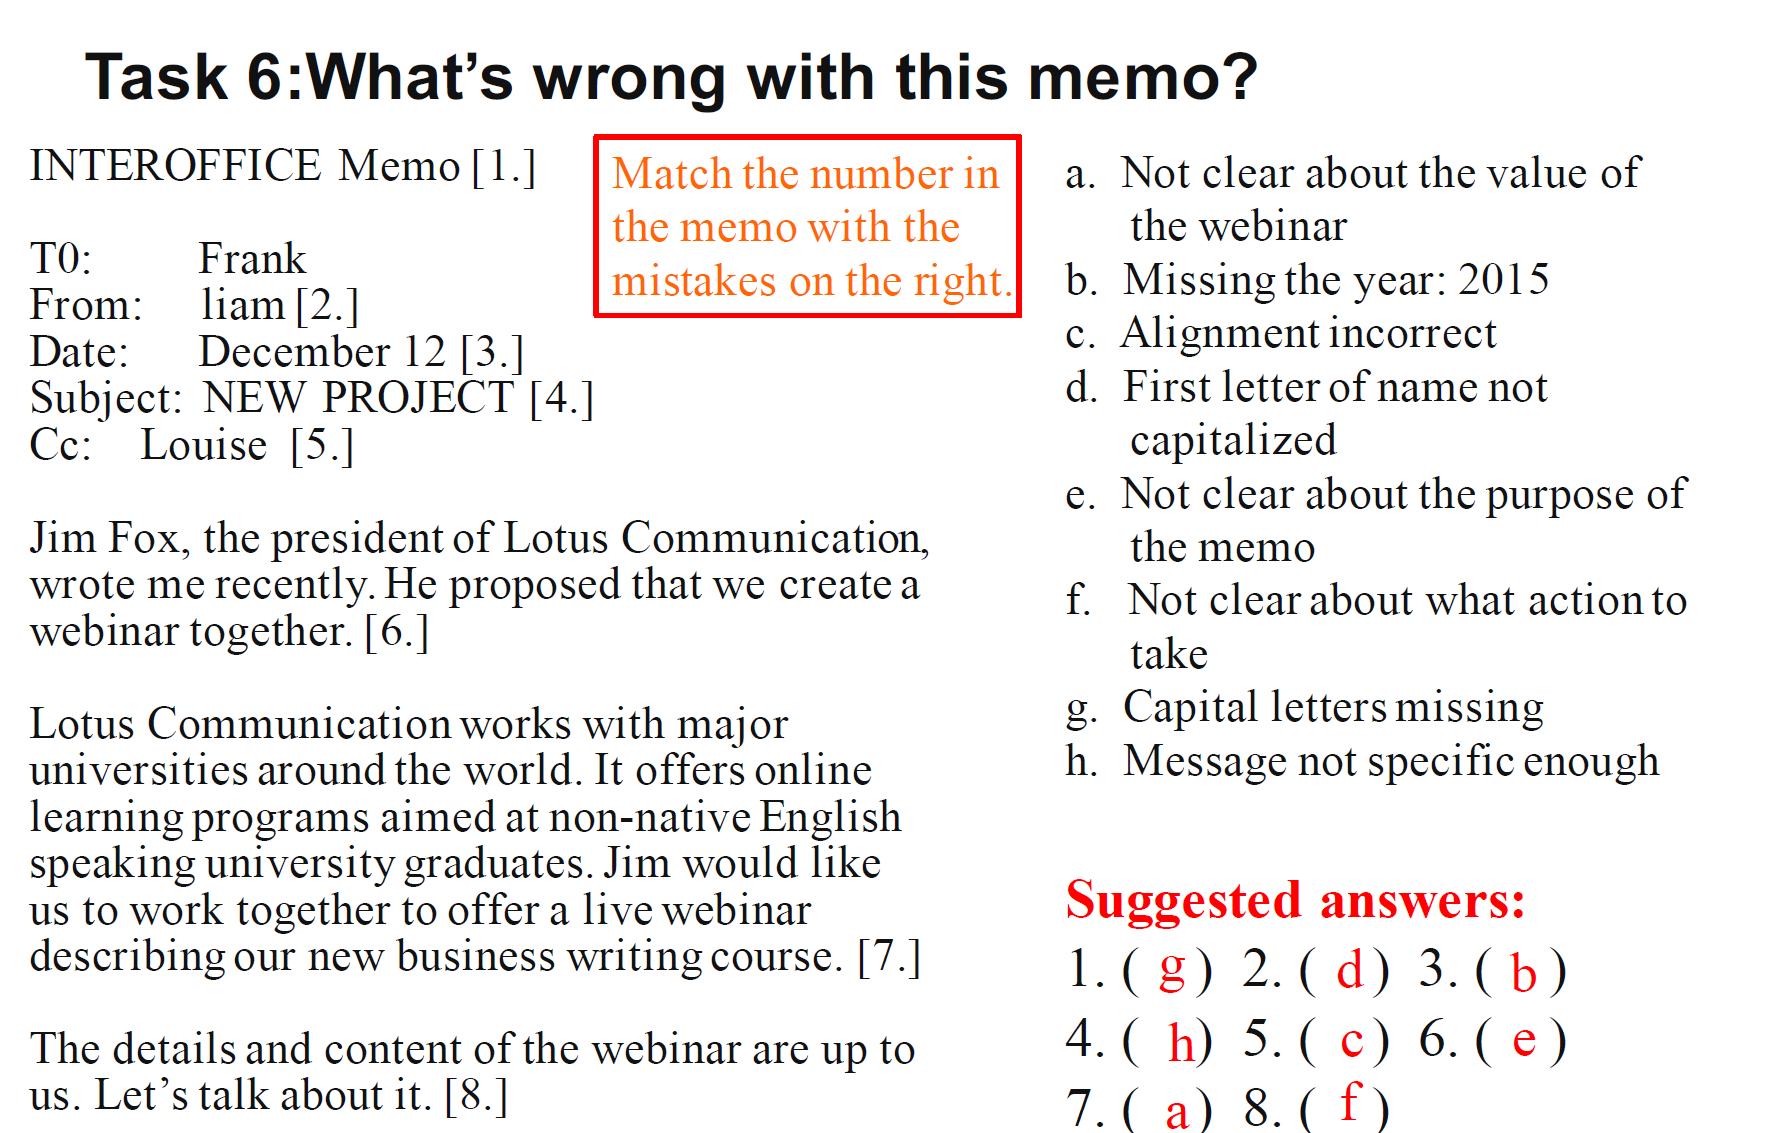 Task 6:What’s wrong with this memo?
INTEROFFICE Memo [1.]
T0: Frank
From: liam [2.]
Date: December 12 [3.]
Subject: NEW PROJECT [4.]
Cc: Louise [5.]
Jim Fox, the president of Lotus Communication,
wrote me recently. He proposed that we create a
webinar together. [6.]
Lotus Communication works with major
universities around the world. It offers online
learning programs aimed at non-native English
speaking university graduates. Jim would like
us to work together to offer a live webinar
describing our new business writing course. [7.]
The details and content of the webinar are up to
us. Let’s talk about it. [8.]
Match the number in
the memo with the
mistakes on the right.
a. Not clear about the value of
the webinar
b. Missing the year: 2015
c. Alignment incorrect
d. First letter of name not
capitalized
e. Not clear about the purpose of
the memo
f. Not clear about what action to
take
g. Capital letters missing
h. Message not specific enough
Suggested answers:
1. ( g ) 2. ( d ) 3. ( b )
4. ( h) 5. ( c ) 6. ( e )
7. ( a ) 8. ( f )